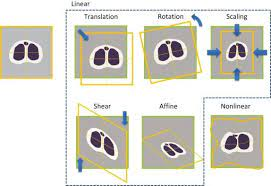 Linear
Translation
Rotation
Scaling
Shear
Affine
Nonlinear